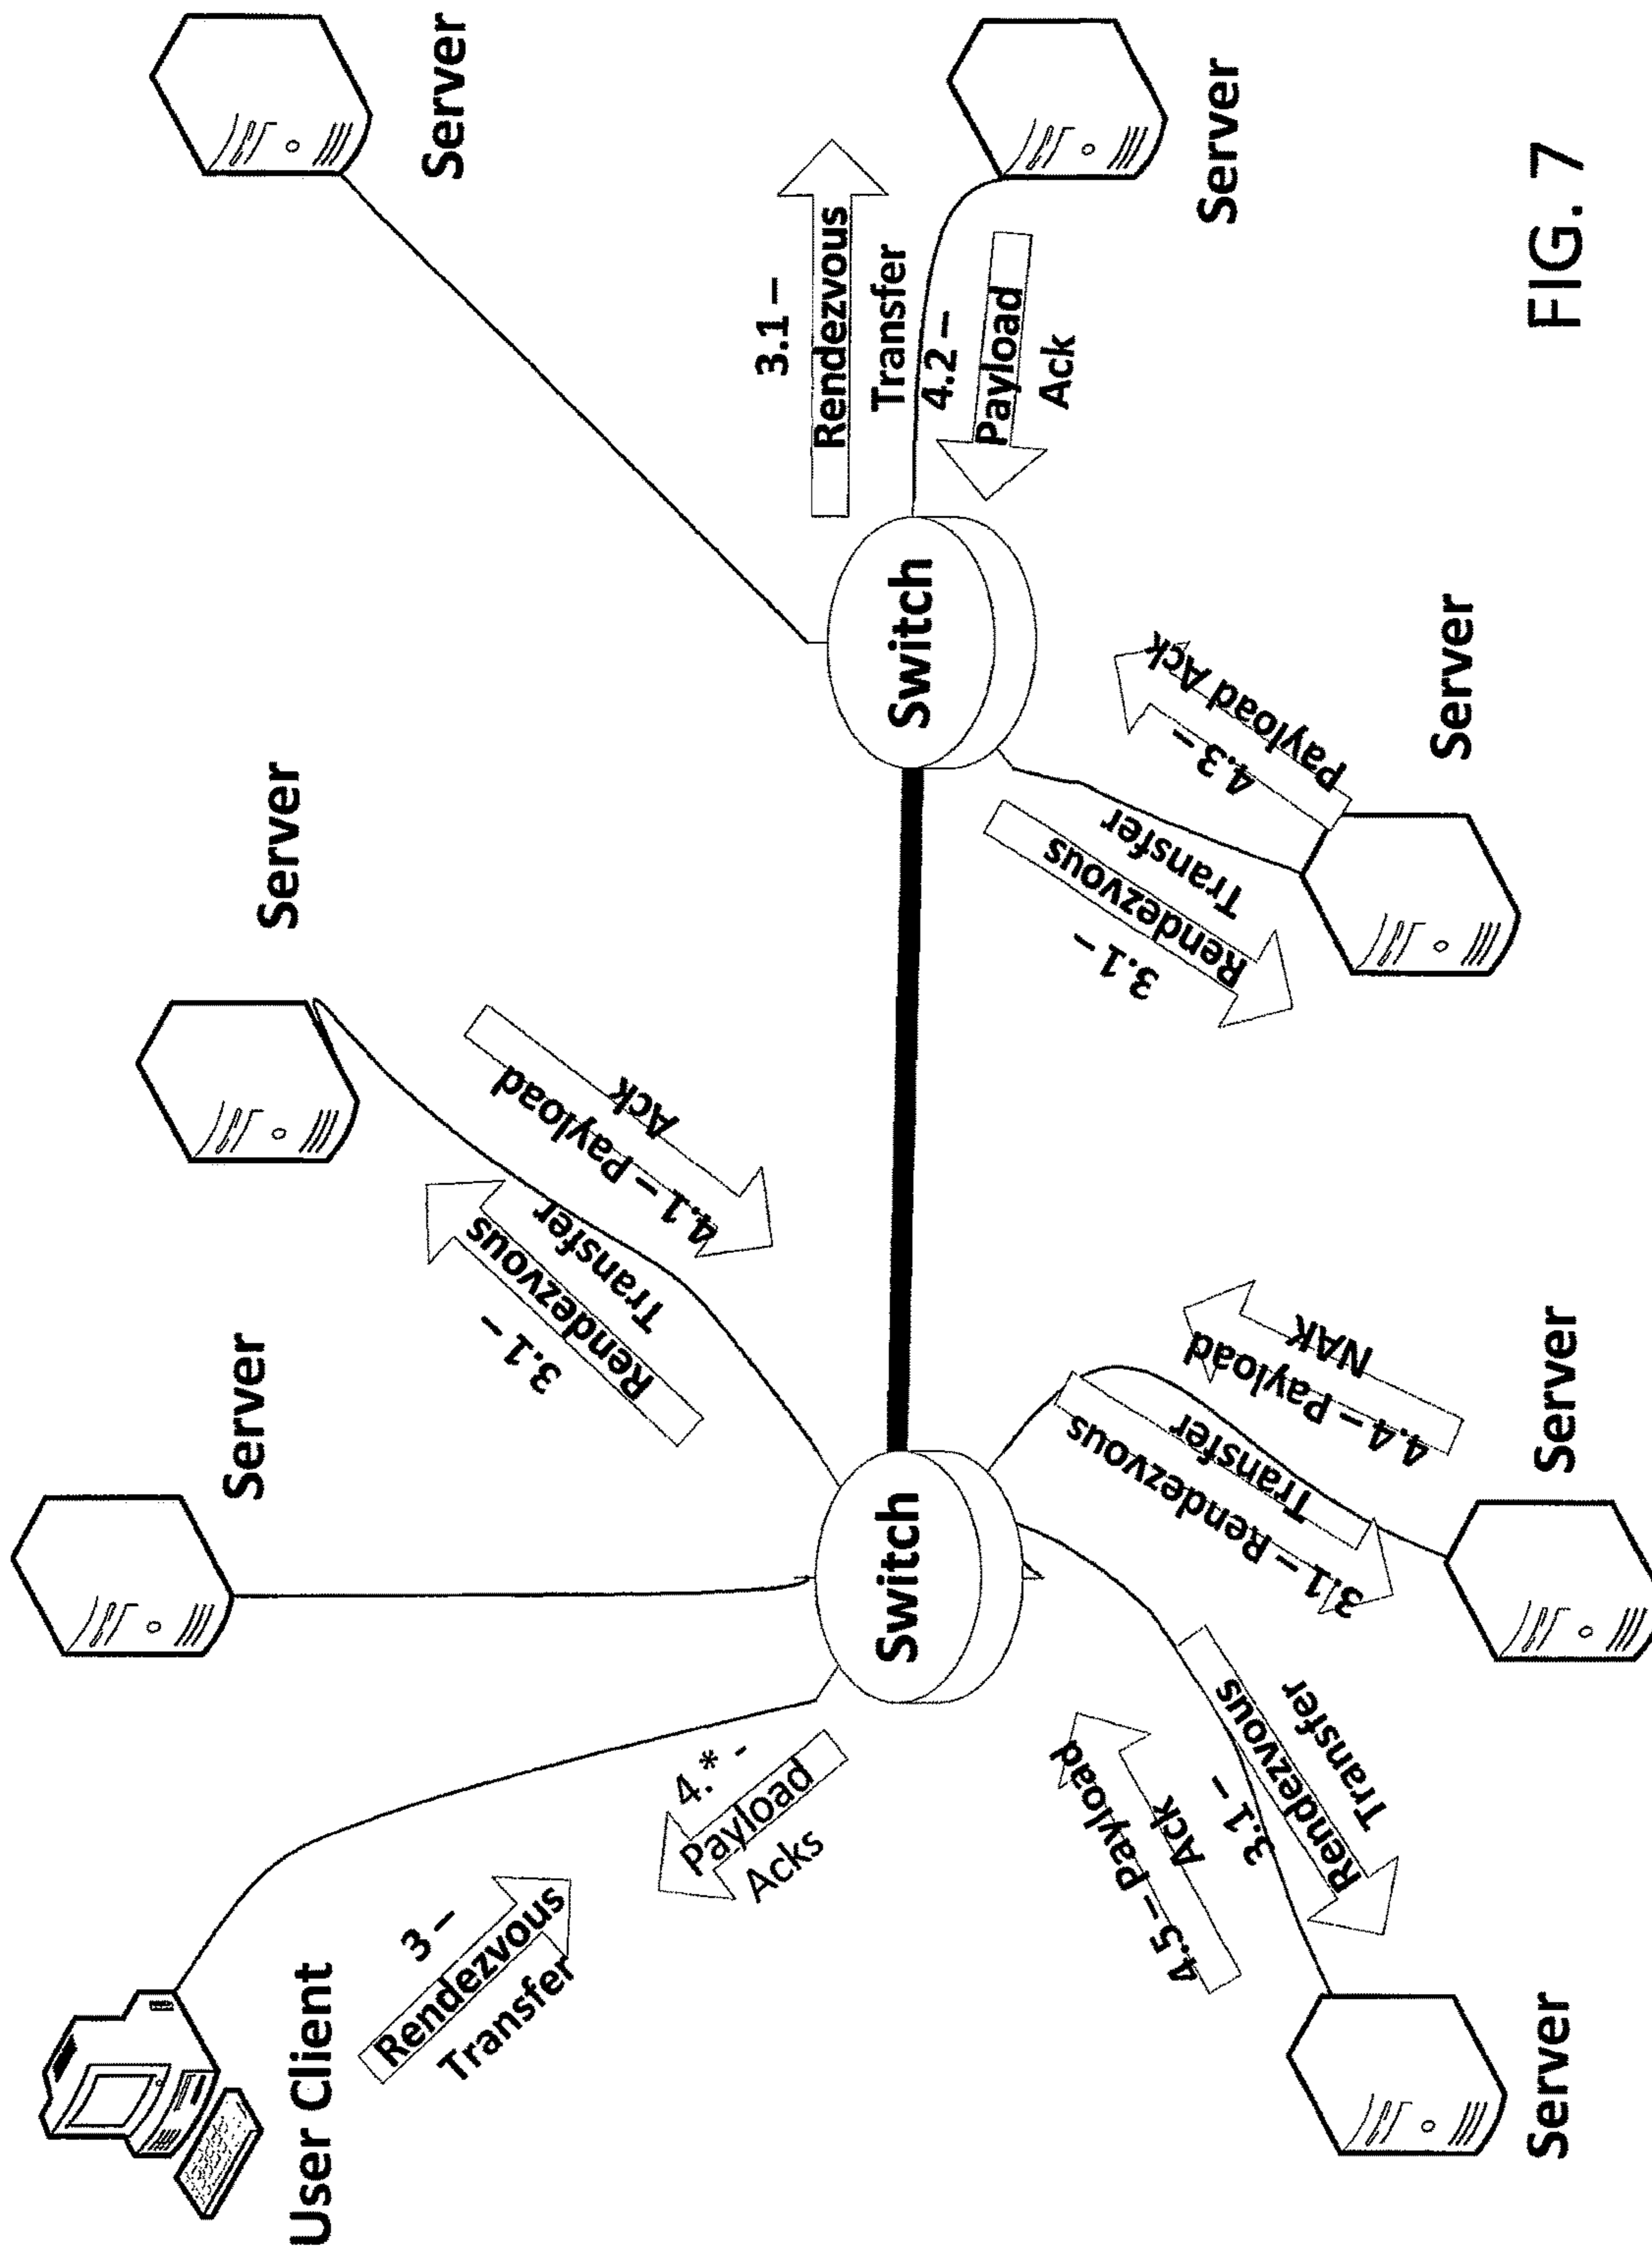 User Client
3 –
Rendezvous
Transfer
4.* -
Payload
Acks
Server
Switch
3.1 –
Rendezvous
Transfer
4.1 – Payload
Ack
Server
4.5 – Payload
Ack
3.1 –
Rendezvous
Transfer
Server
3.1 – Rendezvous
Transfer
4.4 – Payload
NAK
Server
Switch
Server
3.1 –
Rendezvous
Transfer
4.2 –
Payload
Ack
Server
3.1 –
Rendezvous
Transfer
4.3 –
Payload Ack
Server
FIG. 7